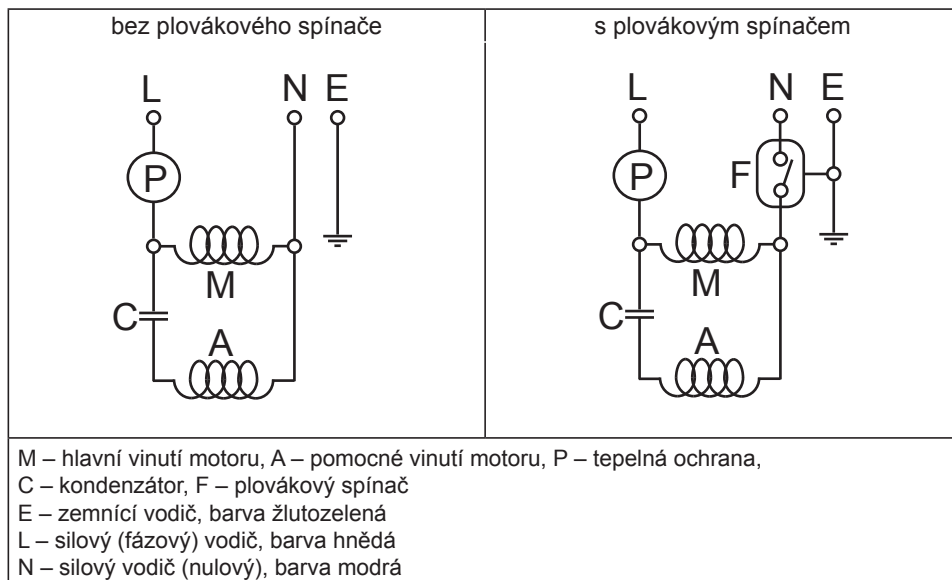 bez plovákového spínače
s plovákovým spínačem
L N E
P
M
C
A
L N E
P
F
M
C
A
M – hlavní vinutí motoru, A – pomocné vinutí motoru, P – tepelná ochrana,
C – kondenzátor, F – plovákový spínač
E – zemnící vodič, barva žlutozelená
L – silový (fázový) vodič, barva hnědá
N – silový vodič (nulový), barva modrá